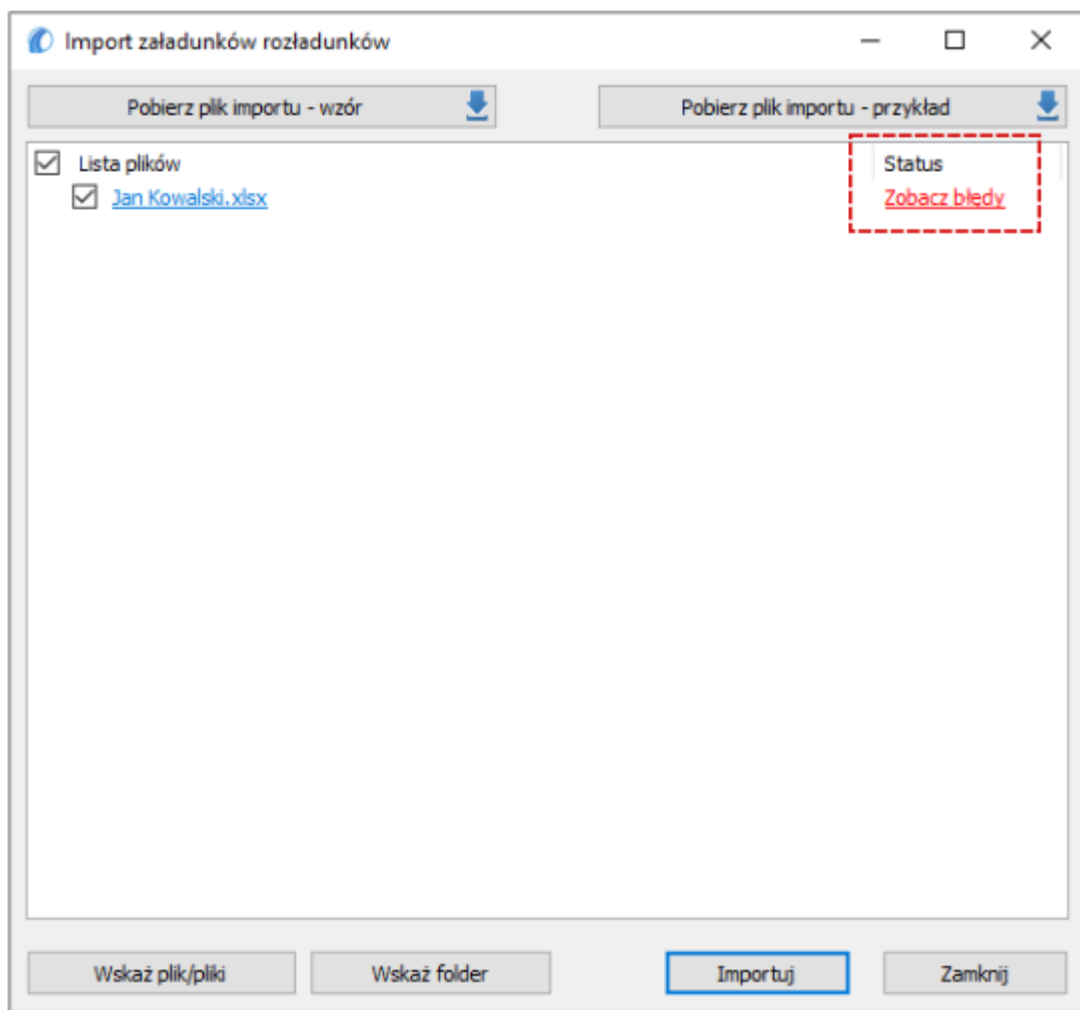 Import załadunków rozładunków
Pobierz plik importu - wzór
Pobierz plik importu - przykład
Lista plików
Status
Jan Kowalski.xlsx
Zobacz błędy
Wskaż plik/pliki
Wskaż folder
Importuj
Zamknij